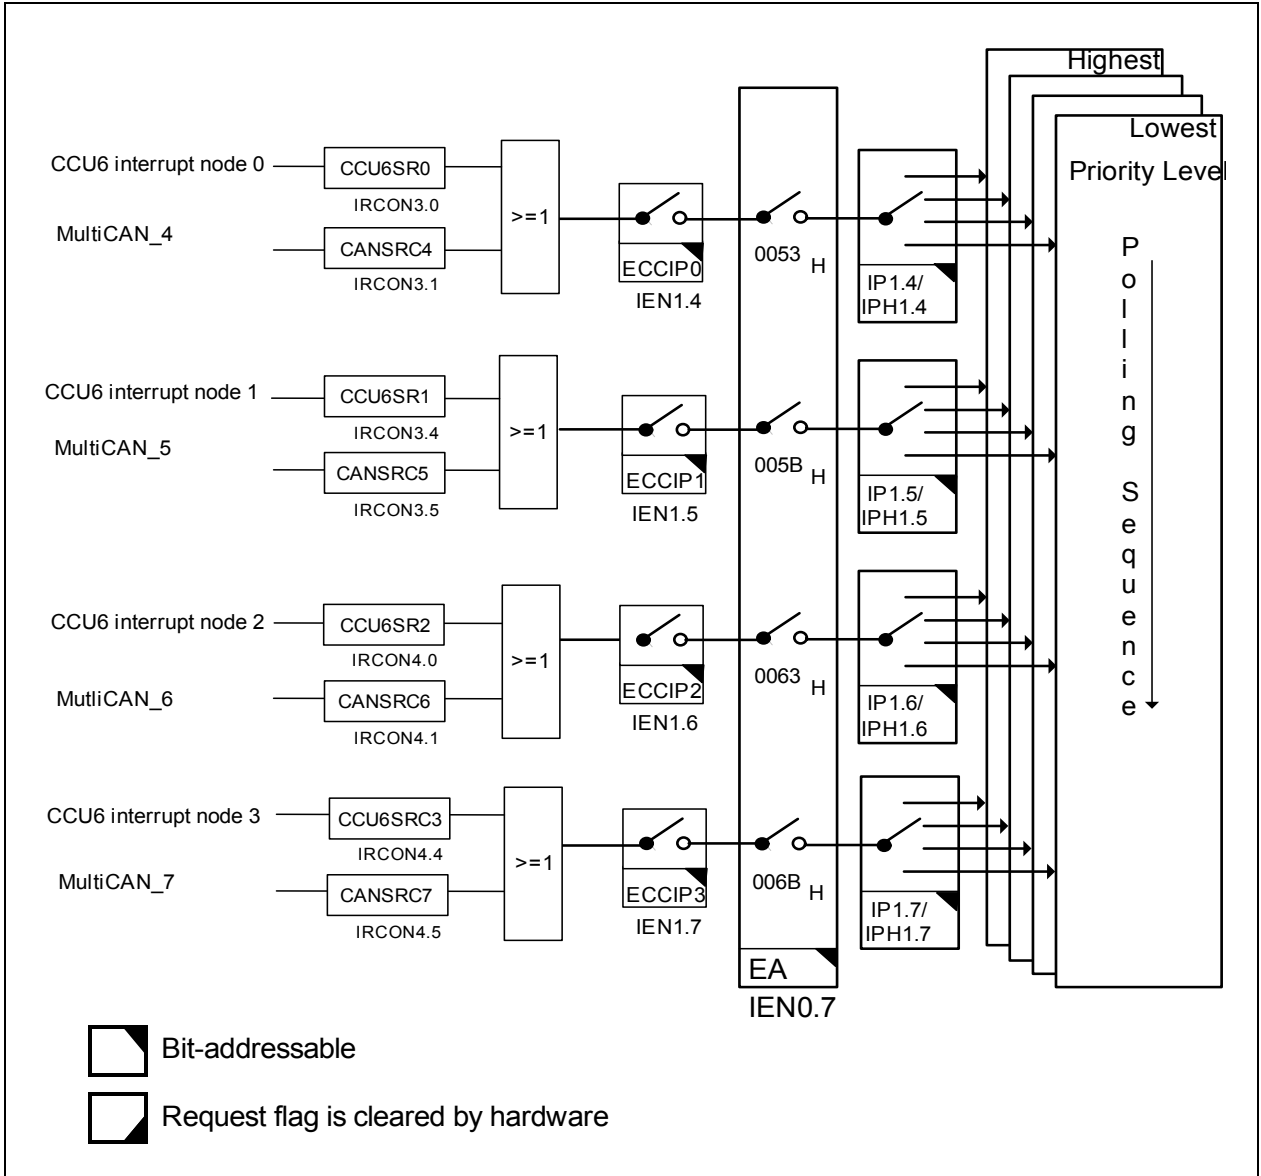 Highest
Lowest
Priority Level
Polling Sequence
CCU6 interrupt node 0
CCU6SR0
IRCON3.0
MultiCAN_4
CANSRC4
IRCON3.1
>=1
ECCIP0
IEN1.4
0053 H
IP1.4/
IPH1.4
CCU6 interrupt node 1
CCU6SR1
IRCON3.4
MultiCAN_5
CANSRC5
IRCON3.5
>=1
ECCIP1
IEN1.5
005B H
IP1.5/
IPH1.5
CCU6 interrupt node 2
CCU6SR2
IRCON4.0
MutliCAN_6
CANSRC6
IRCON4.1
>=1
ECCIP2
IEN1.6
0063 H
IP1.6/
IPH1.6
CCU6 interrupt node 3
CCU6SRC3
IRCON4.4
MultiCAN_7
CANSRC7
IRCON4.5
>=1
ECCIP3
IEN1.7
006B H
IP1.7/
IPH1.7
EA
IEN0.7
Bit-addressable
Request flag is cleared by hardware